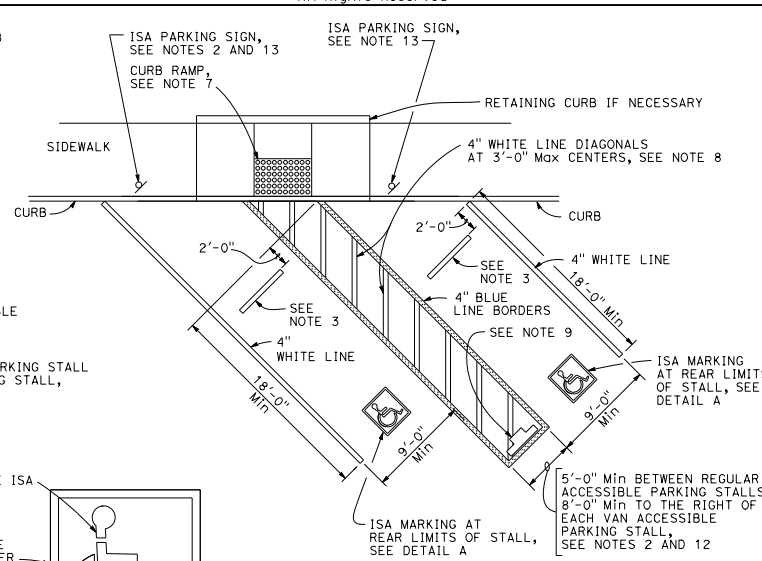 ISA PARKING SIGN,
SEE NOTES 2 AND 13
ISA PARKING SIGN,
SEE NOTE 13
CURB RAMP,
SEE NOTE 7
RETAINING CURB IF NECESSARY
SIDEWALK
4" WHITE LINE DIAGONALS
AT 3'-0" Max CENTERS, SEE NOTE 8
CURB
CURB
2'-0"
2'-0"
4" WHITE LINE
SEE
NOTE 3
18'-0" Min
4" BLUE
LINE BORDERS
SEE
NOTE 3
SEE NOTE 9
4"
WHITE LINE
ARKING STALL
G STALL,
ISA MARKING
AT REAR LIMITS
OF STALL, SEE
DETAIL A
18'-0"
Min
9'-0"
Min
9'-0"
Min
ISA MARKING AT
REAR LIMITS OF STALL,
SEE DETAIL A
5'-0" Min BETWEEN REGULAR
ACCESSIBLE PARKING STALLS
8'-0" Min TO THE RIGHT OF
EACH VAN ACCESSIBLE
PARKING STALL,
SEE NOTES 2 AND 12
ISA